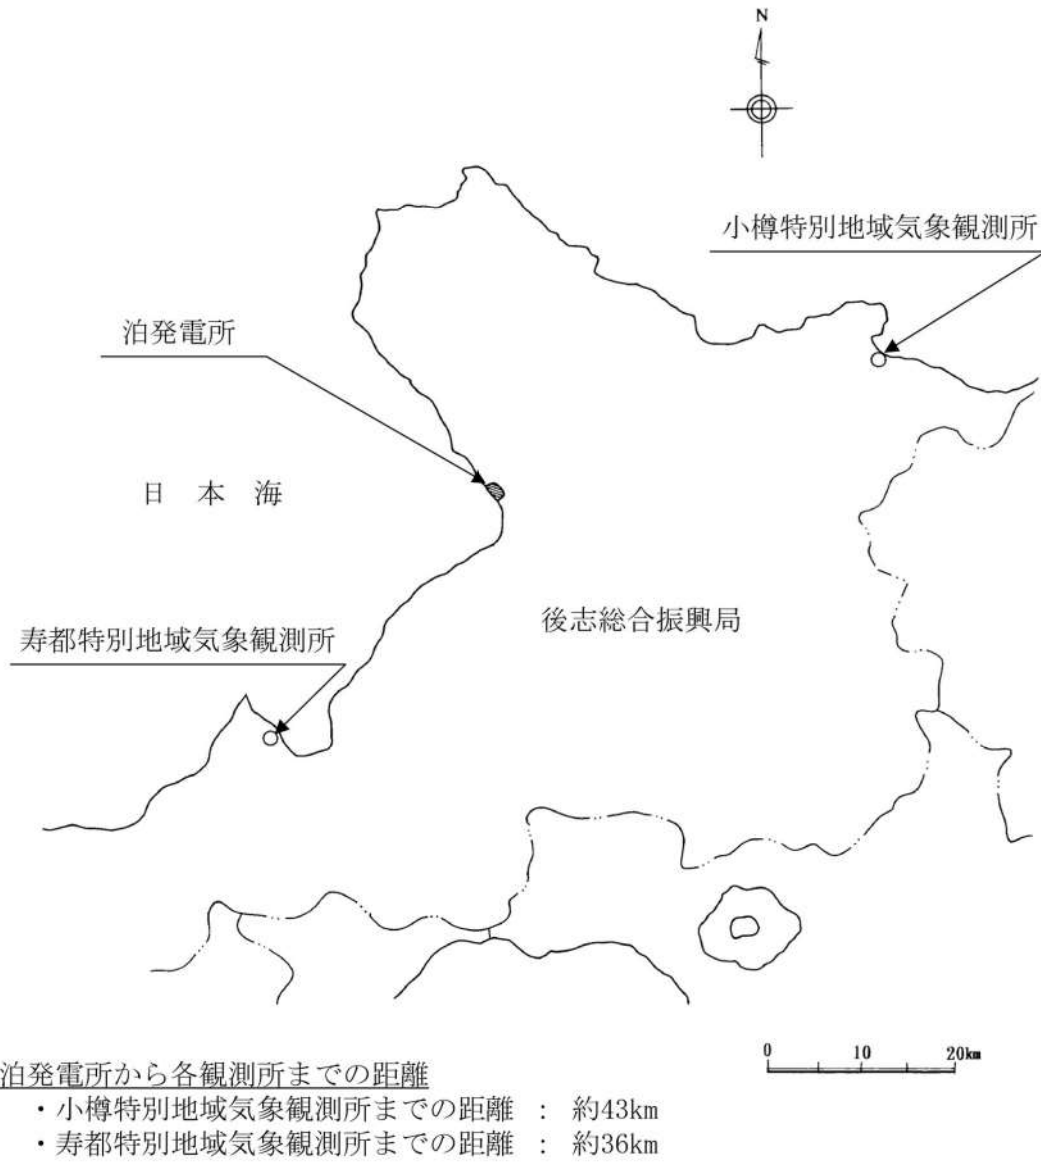 N
小樽特別地域気象観測所
泊発電所
日 本 海
後志総合振興局
寿都特別地域気象観測所
0 10 20km
泊発電所から各観測所までの距離
・小樽特別地域気象観測所までの距離 : 約43km
・寿都特別地域気象観測所までの距離 : 約36km